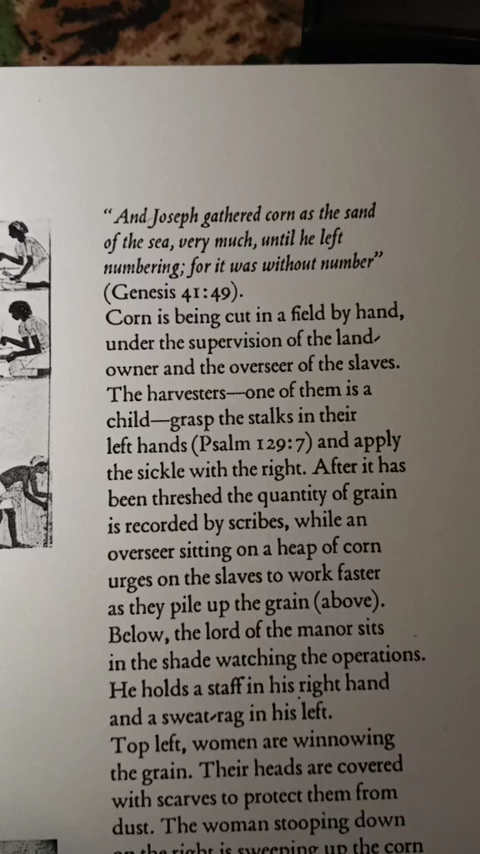 “And Joseph gathered corn as the sand
of the sea, very much, until he left
numbering; for it was without number”
(Genesis 41:49).
Corn is being cut in a field by hand,
under the supervision of the land-
owner and the overseer of the slaves.
The harvesters—one of them is a
child—grasp the stalks in their
left hands (Psalm 129:7) and apply
the sickle with the right. After it has
been threshed the quantity of grain
is recorded by scribes, while an
overseer sitting on a heap of corn
urges on the slaves to work faster
as they pile up the grain (above).
Below, the lord of the manor sits
in the shade watching the operations.
He holds a staff in his right hand
and a sweat-rag in his left.
Top left, women are winnowing
the grain. Their heads are covered
with scarves to protect them from
dust. The woman stooping down
on the right is sweeping up the corn